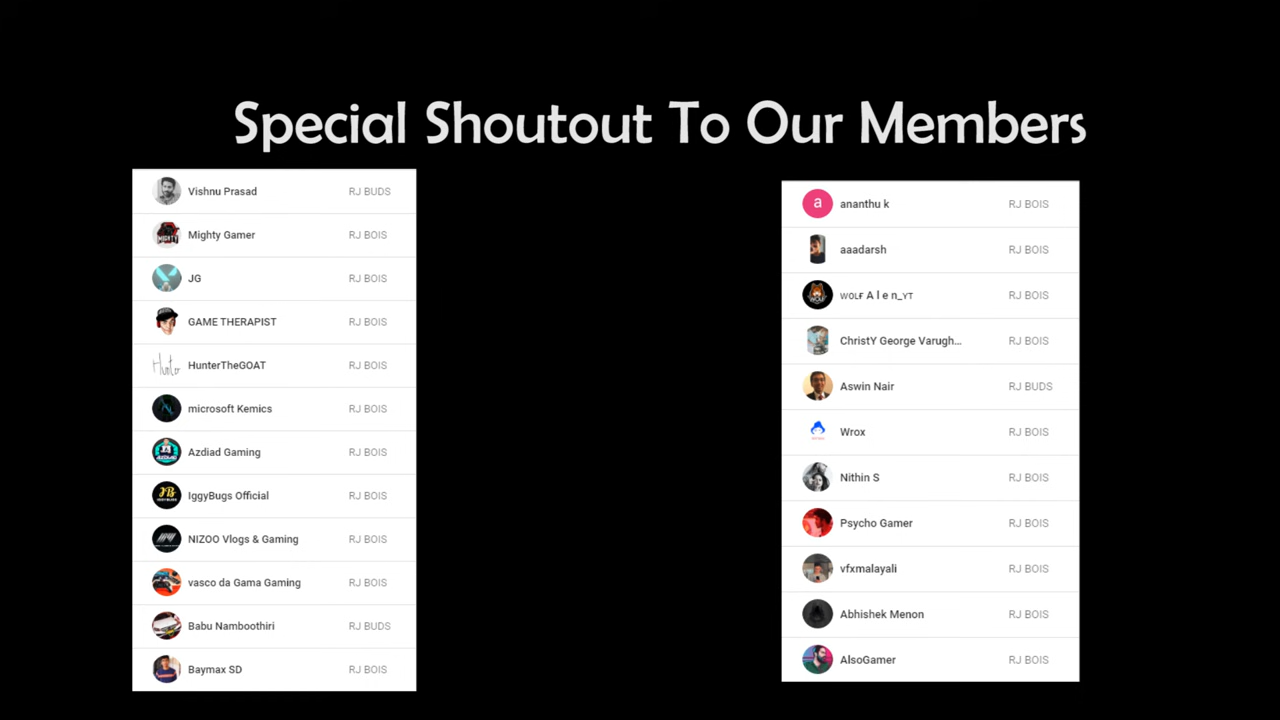 Special Shoutout To Our Members
Vishnu Prasad RJ BUDS
Mighty Gamer RJ BOIS
JG RJ BOIS
GAME THERAPIST RJ BOIS
HunterTheGOAT RJ BOIS
microsoft Kemics RJ BOIS
Azdiad Gaming RJ BOIS
IggyBugs Official RJ BOIS
NIZOO Vlogs & Gaming RJ BOIS
vasco da Gama Gaming RJ BOIS
Babu Namboothiri RJ BUDS
Baymax SD RJ BOIS
a ananthu k RJ BOIS
aaadarsh RJ BOIS
ᴡᴏʟғ A l e n_ʏᴛ RJ BOIS
ChristY George Varugh... RJ BOIS
Aswin Nair RJ BUDS
Wrox RJ BOIS
Nithin S RJ BOIS
Psycho Gamer RJ BOIS
vfxmalayali RJ BOIS
Abhishek Menon RJ BOIS
AlsoGamer RJ BOIS